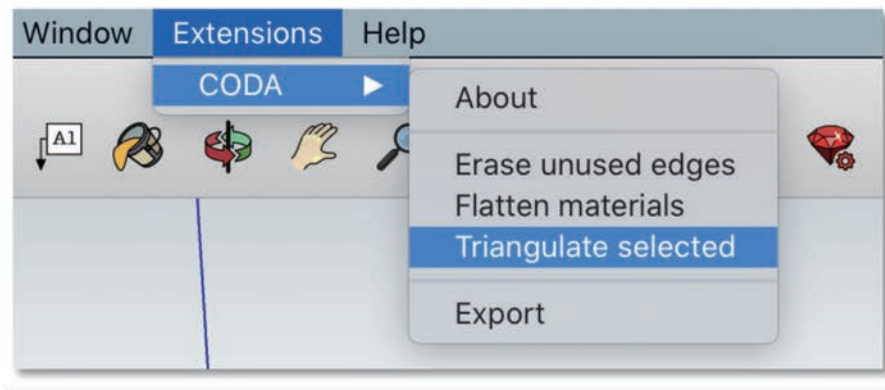 Window Extensions Help
CODA
About
A1
Erase unused edges
Flatten materials
Triangulate selected
Export